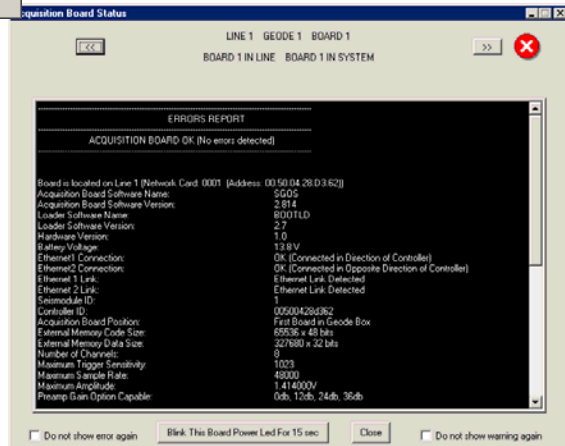 Acquisition Board Status
<<
LINE 1 GEODE 1 BOARD 1
BOARD 1 IN LINE BOARD 1 IN SYSTEM
>>
ERRORS REPORT
ACQUISITION BOARD OK (No errors detected)
Board is located on Line 1 (Network Card: 0001 (Address: 00.50.04.28.D3.62))
Acquisition Board Software Name: SGOS
Acquisition Board Software Version: 2.814
Loader Software Name: BOOTLD
Loader Software Version: 2.7
Hardware Version: 1.0
Battery Voltage: 13.8 V
Ethernet1 Connection: OK (Connected in Direction of Controller)
Ethernet2 Connection: OK (Connected in Opposite Direction of Controller)
Ethernet 1 Link: Ethernet Link Detected
Ethernet 2 Link: Ethernet Link Detected
Seismodule ID: 1
Controller ID: 00500428d362
Acquisition Board Position: First Board in Geode Box
External Memory Code Size: 65536 x 48 bits
External Memory Data Size: 327680 x 32 bits
Number of Channels: 8
Maximum Trigger Sensitivity: 1023
Maximum Sample Rate: 48000
Maximum Amplitude: 1.414000V
Preamp Gain Option Capable: 0db, 12db, 24db, 36db
Do not show error again
Blink This Board Power Led For 15 sec
Close
Do not show warning again